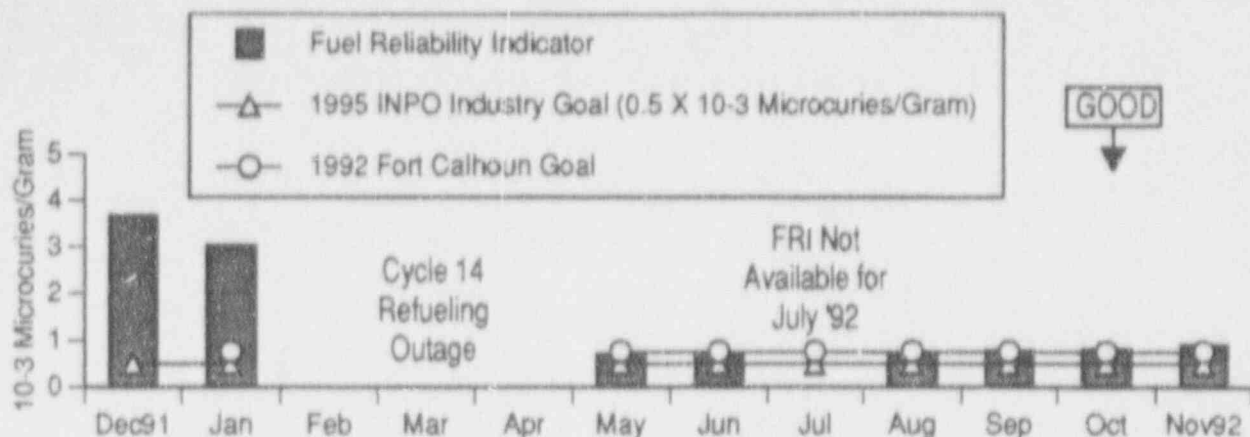 Fuel Reliability Indicator
1995 INPO Industry Goal (0.5 X 10-3 Microcuries/Gram)
1992 Fort Calhoun Goal
GOOD
10-3 Microcuries/Gram
5
4
3
2
1
0
Cycle 14
Refueling
Outage
FRI Not
Available for
July '92
Dec91 Jan Feb Mar Apr May Jun Jul Aug Sep Oct Nov92